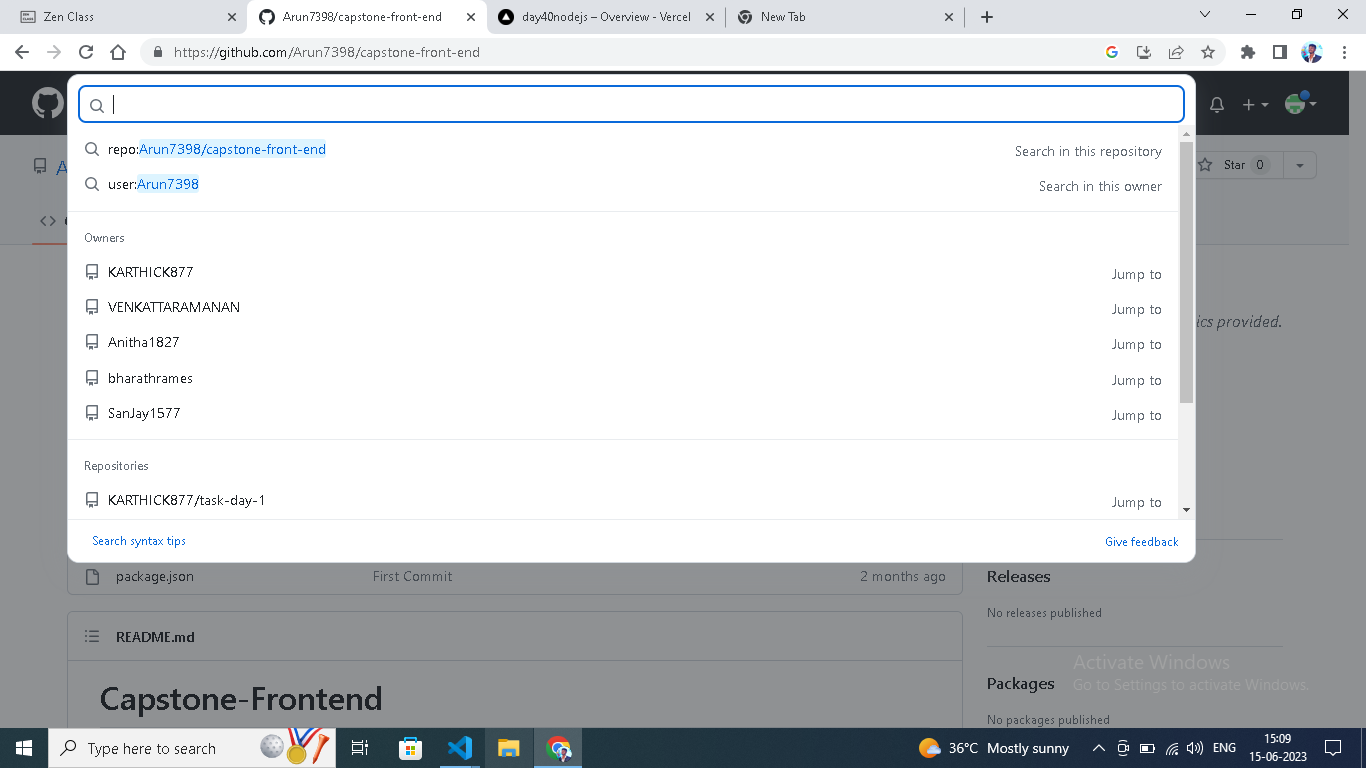 Zen Class
Arun7398/capstone-front-end
day40nodejs – Overview - Vercel
New Tab
https://github.com/Arun7398/capstone-front-end
repo:Arun7398/capstone-front-end
Search in this repository
user:Arun7398
Search in this owner
Star 0
Owners
KARTHICK877
Jump to
VENKATTARAMANAN
Jump to
ics provided.
Anitha1827
Jump to
bharathrames
Jump to
SanJay1577
Jump to
Repositories
KARTHICK877/task-day-1
Jump to
Search syntax tips
Give feedback
package.json
First Commit
2 months ago
Releases
No releases published
README.md
Activate Windows
Go to Settings to activate Windows.
Packages
No packages published
Capstone-Frontend
Type here to search
36°C Mostly sunny
ENG
15:09
15-06-2023